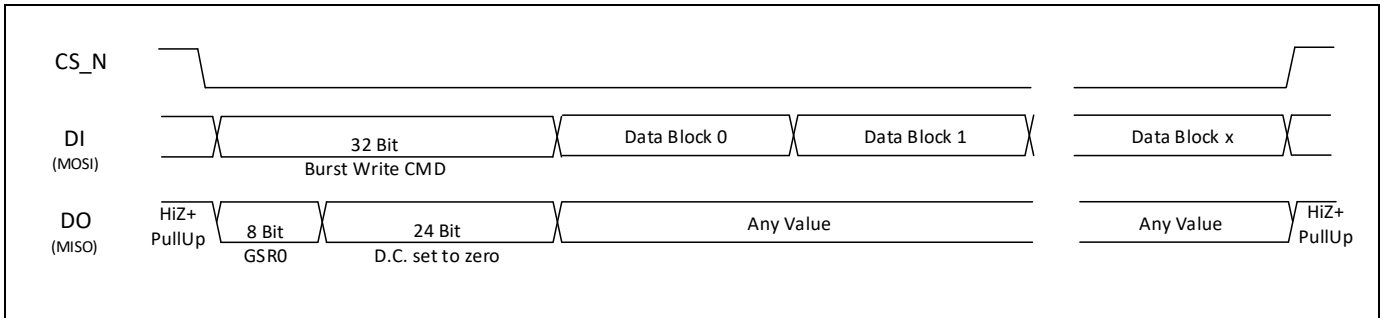 CS_N
DI
(MOSI)
32 Bit
Burst Write CMD
Data Block 0
Data Block 1
Data Block x
DO
(MISO)
HiZ+
PullUp
8 Bit
GSR0
24 Bit
D.C. set to zero
Any Value
Any Value
HiZ+
PullUp